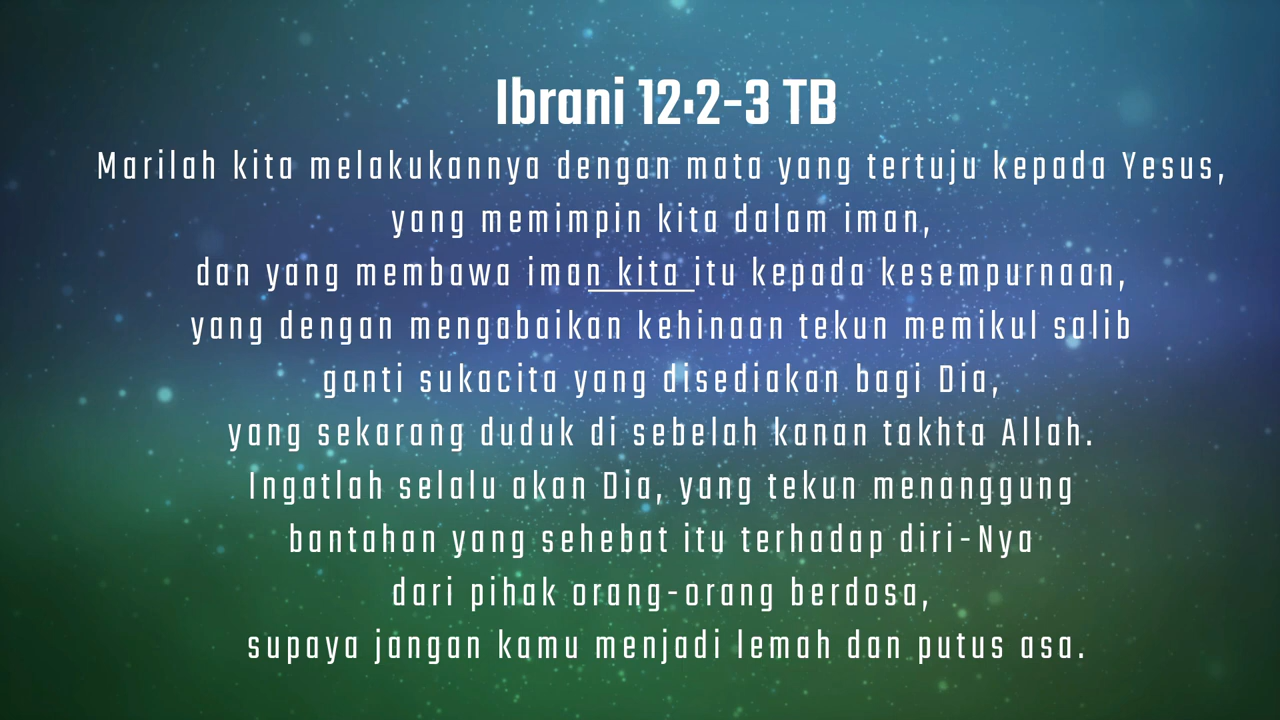 Ibrani 12:2-3 TB
Marilah kita melakukannya dengan mata yang tertuju kepada Yesus,
yang memimpin kita dalam iman,
dan yang membawa iman kita itu kepada kesempurnaan,
yang dengan mengabaikan kehinaan tekun memikul salib
ganti sukacita yang disediakan bagi Dia,
yang sekarang duduk di sebelah kanan takhta Allah.
Ingatlah selalu akan Dia, yang tekun menanggung
bantahan yang sehebat itu terhadap diri-Nya
dari pihak orang-orang berdosa,
supaya jangan kamu menjadi lemah dan putus asa.